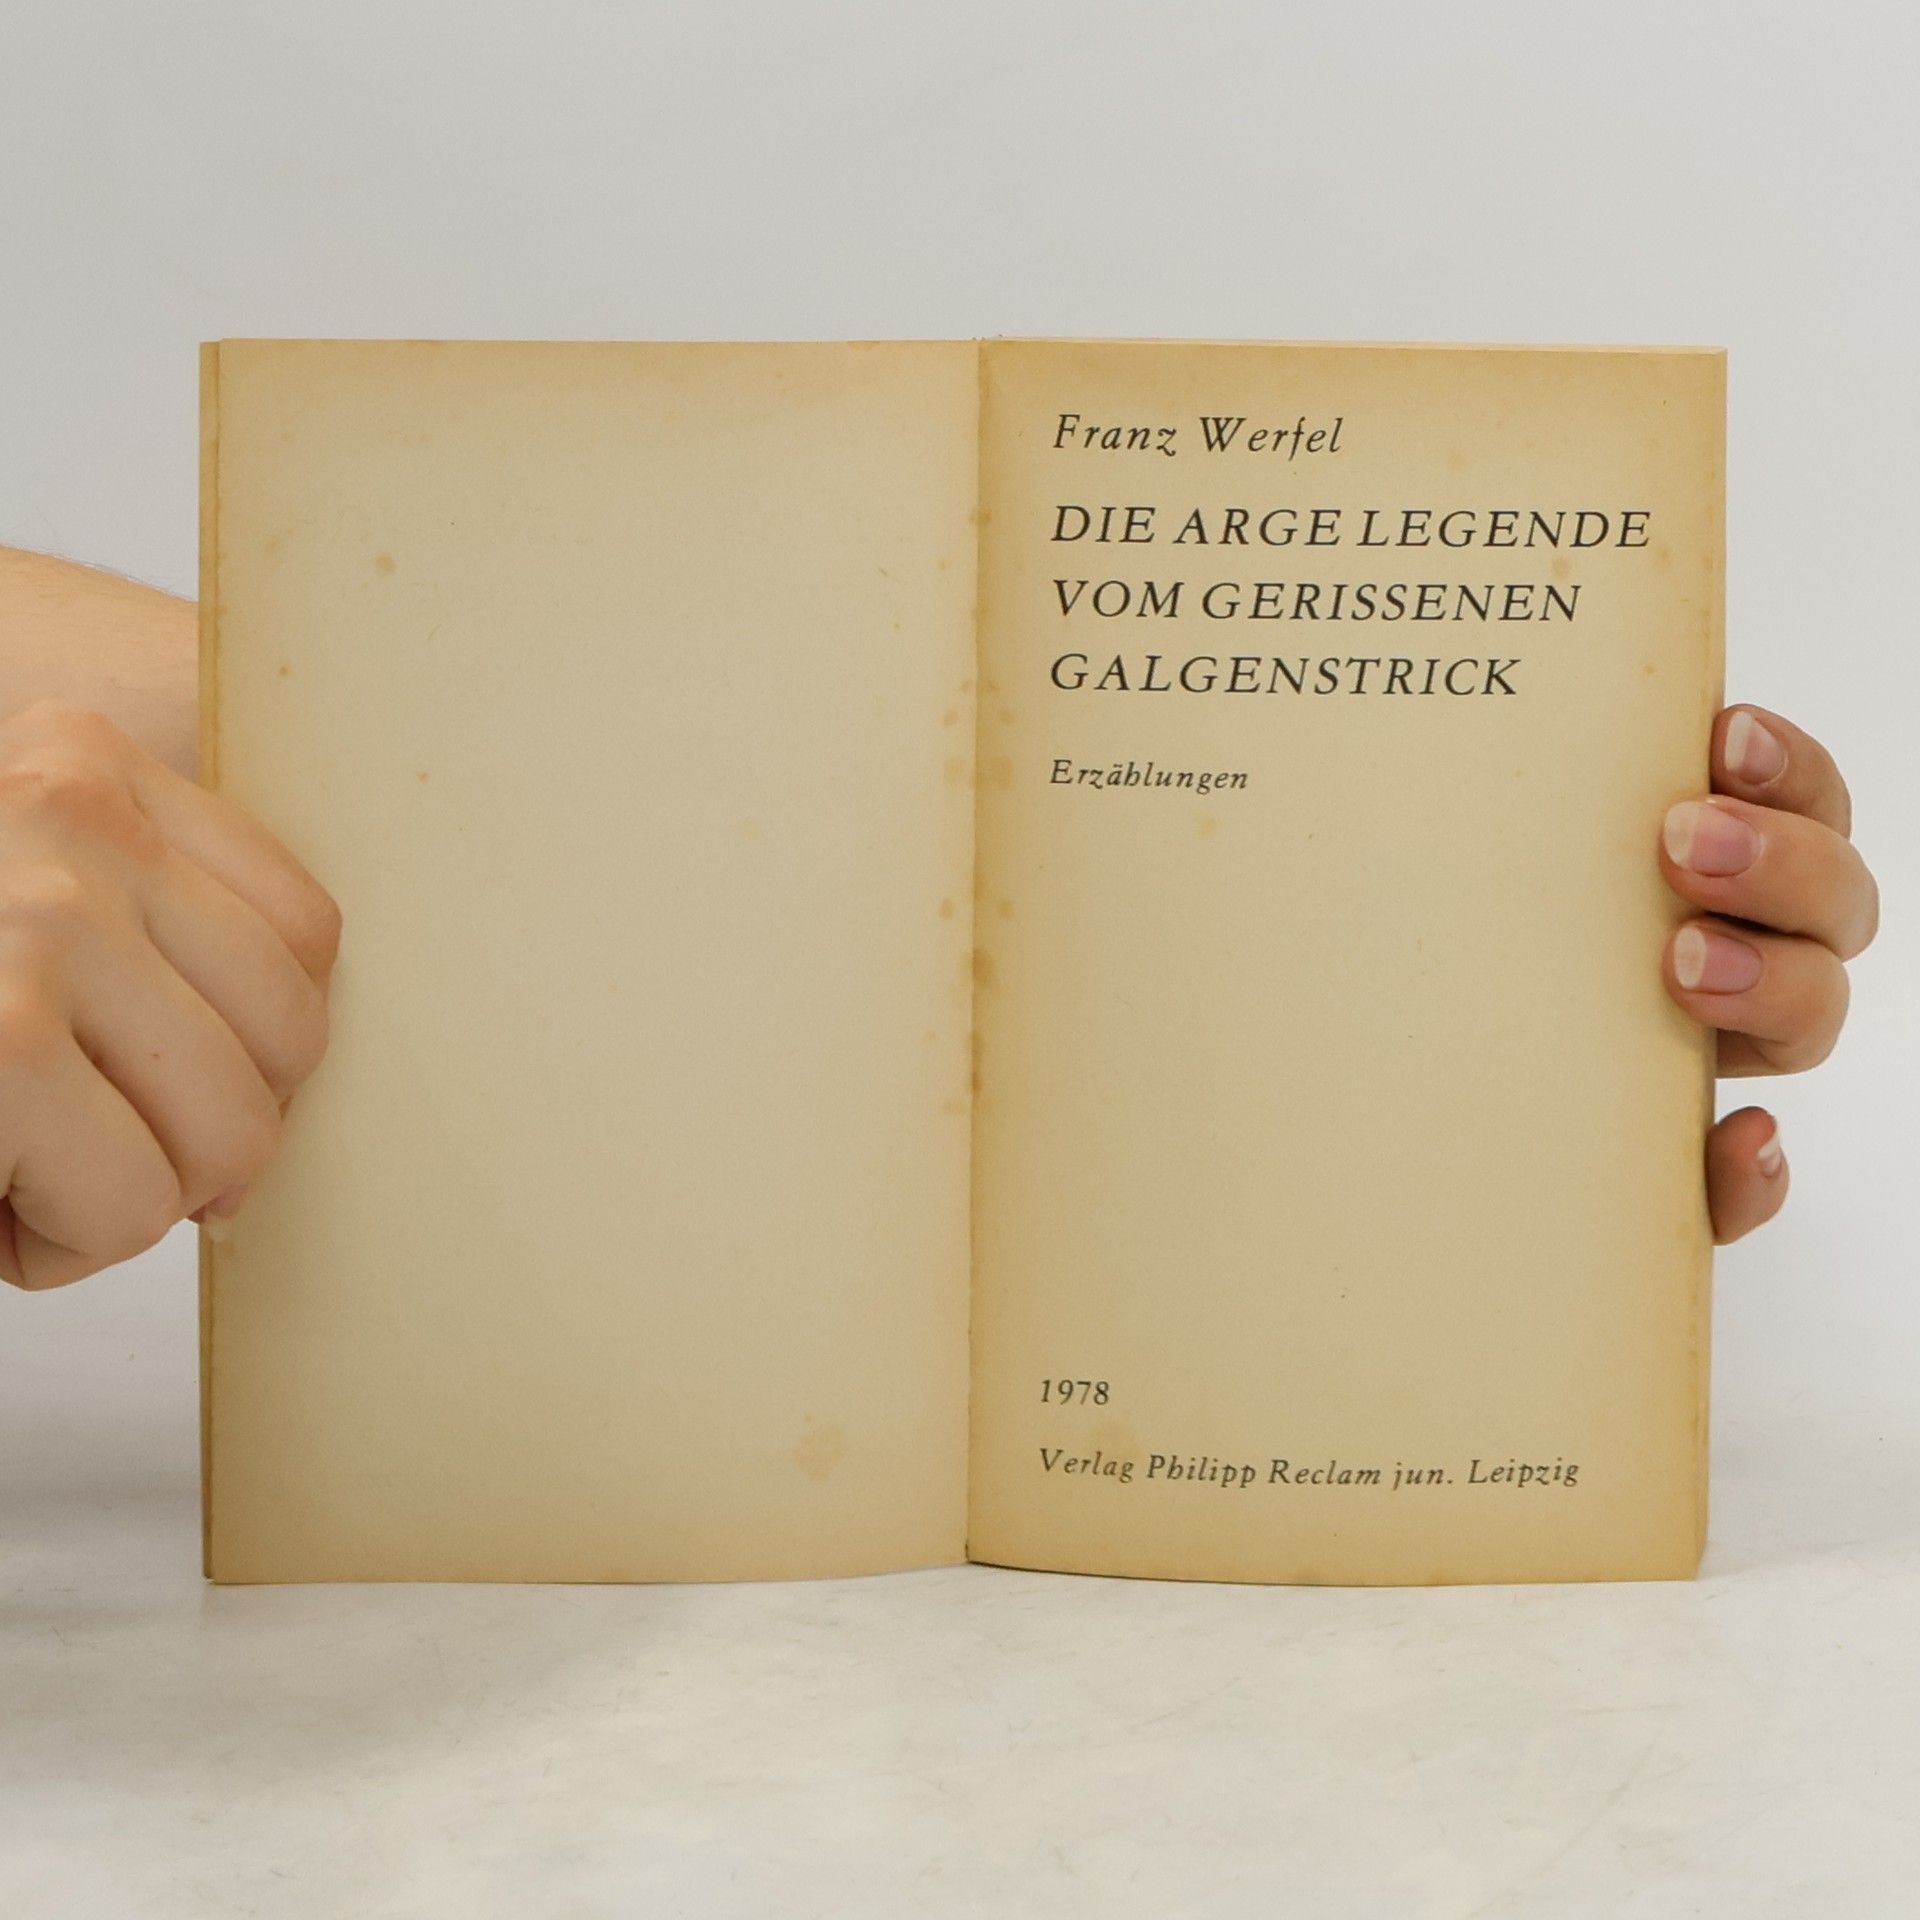 Franz Werfel
DIE ARGE LEGENDE
VOM GERISSENEN
GALGENSTRICK
Erzählungen
1978
Verlag Philipp Reclam jun. Leipzig